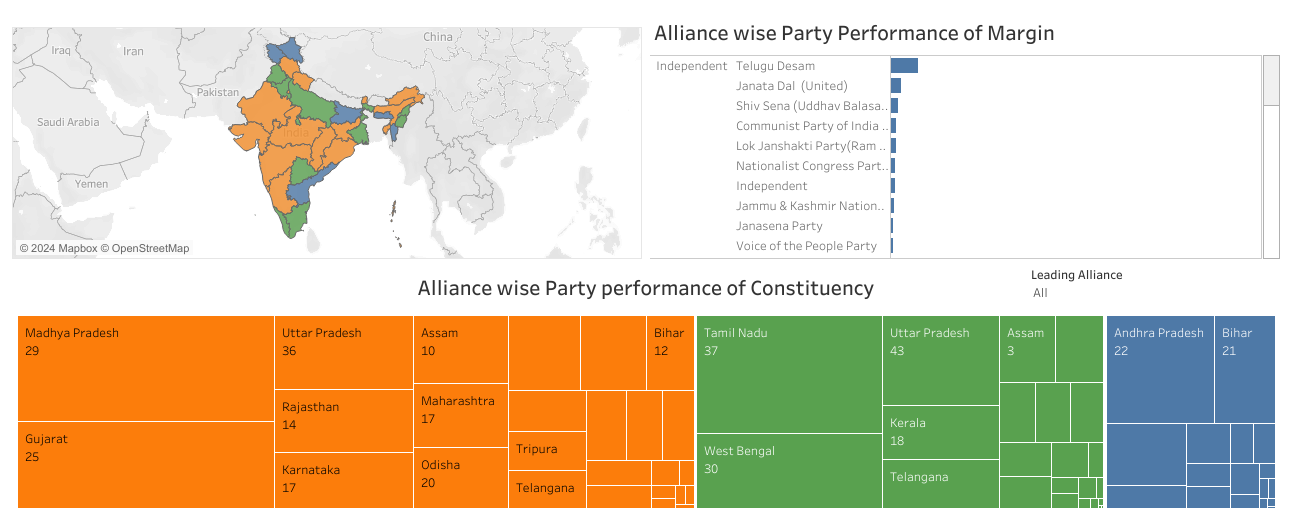 China
Iraq
Iran
Pakistan
Saudi Arabia
India
Yemen
© 2024 Mapbox © OpenStreetMap
Alliance wise Party Performance of Margin
Independent Telugu Desam
Janata Dal (United)
Shiv Sena (Uddhav Balasa..
Communist Party of India ..
Lok Janshakti Party(Ram ..
Nationalist Congress Part..
Independent
Jammu & Kashmir Nation..
Janasena Party
Voice of the People Party
Leading Alliance
All
Alliance wise Party performance of Constituency
Madhya Pradesh
29
Gujarat
25
Uttar Pradesh
36
Rajasthan
14
Karnataka
17
Assam
10
Maharashtra
17
Odisha
20
Bihar
12
Tripura
Telangana
Tamil Nadu
37
West Bengal
30
Uttar Pradesh
43
Kerala
18
Telangana
Assam
3
Andhra Pradesh
22
Bihar
21